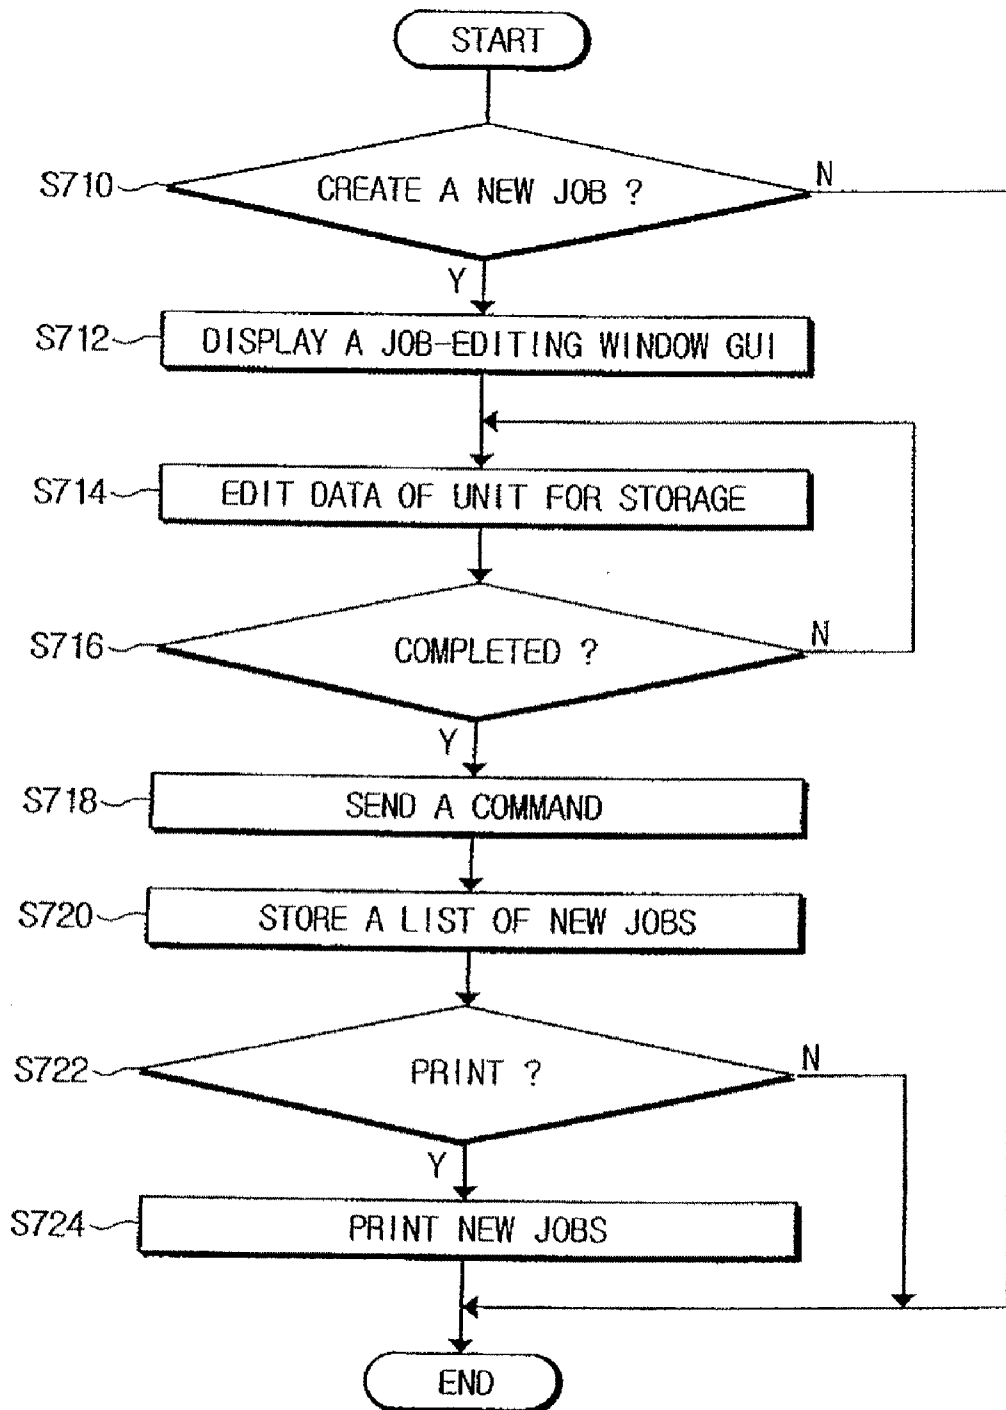 START
S710
CREATE A NEW JOB ?
N
Y
S712
DISPLAY A JOB-EDITING WINDOW GUI
S714
EDIT DATA OF UNIT FOR STORAGE
S716
COMPLETED ?
N
Y
S718
SEND A COMMAND
S720
STORE A LIST OF NEW JOBS
S722
PRINT ?
N
Y
S724
PRINT NEW JOBS
END